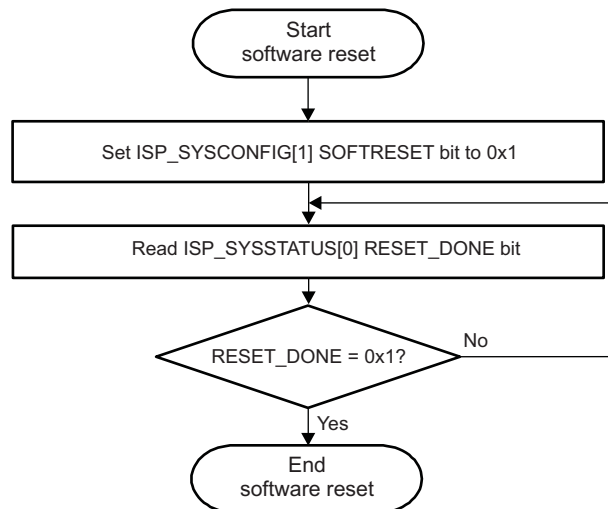 Start
software reset
Set ISP_SYSCONFIG[1] SOFTRESET bit to 0x1
Read ISP_SYSSTATUS[0] RESET_DONE bit
RESET_DONE = 0x1?
No
Yes
End
software reset